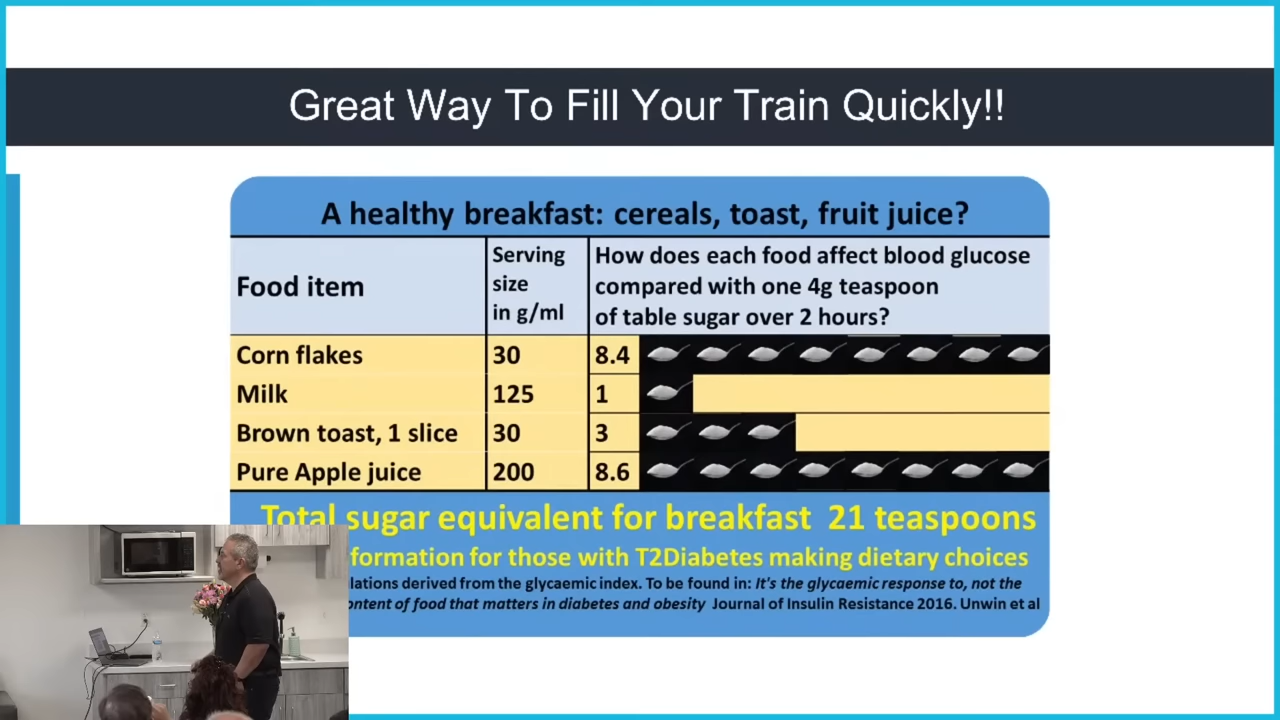 Great Way To Fill Your Train Quickly!!
A healthy breakfast: cereals, toast, fruit juice?
Food item
Serving
size
in g/ml
How does each food affect blood glucose
compared with one 4g teaspoon
of table sugar over 2 hours?
Corn flakes 30 8.4
Milk 125 1
Brown toast, 1 slice 30 3
Pure Apple juice 200 8.6
Total sugar equivalent for breakfast 21 teaspoons
for those with T2Diabetes making dietary choices
derived from the glycaemic index. To be found in: It's the glycaemic response to, not the
of food that matters in diabetes and obesity Journal of Insulin Resistance 2016. Unwin et al